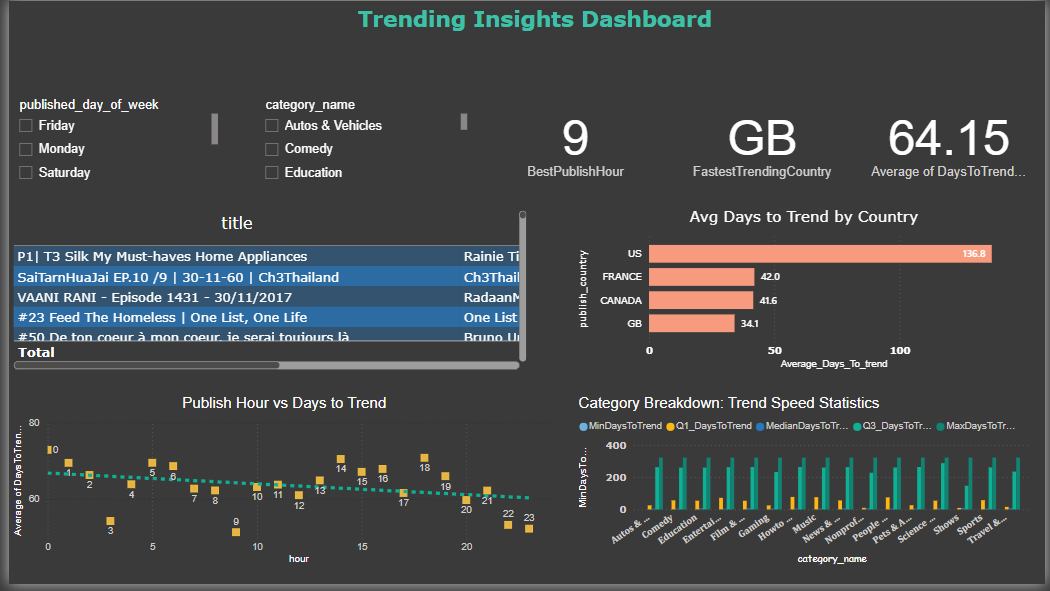 Trending Insights Dashboard
published_day_of_week
Friday
Monday
Saturday
category_name
Autos & Vehicles
Comedy
Education
9
BestPublishHour
GB
FastestTrendingCountry
64.15
Average of DaysToTrend...
title
P1| T3 Silk My Must-haves Home Appliances Rainie Ti
SaiTarnHuaJai EP.10 /9 | 30-11-60 | Ch3Thailand Ch3Thail
VAANI RANI - Episode 1431 - 30/11/2017 RadaanM
#23 Feed The Homeless | One List, One Life One List
#50 De ton coeur à mon coeur, je serai toujours là Bruno Un
Total
Avg Days to Trend by Country
publish_country
US 136.8
FRANCE 42.0
CANADA 41.6
GB 34.1
0 50 100
Average_Days_To_trend
Publish Hour vs Days to Trend
Average of DaysToTren...
80
60
0
1
2
3
4
5
6
7
8
9
10
11
12
13
14
15
16
17
18
19
20
21
22
23
0 5 10 15 20
hour
Category Breakdown: Trend Speed Statistics
MinDaysToTrend Q1_DaysToTrend MedianDaysToTr... Q3_DaysToTr... MaxDaysToTr...
MinDaysToTo...
400
200
0
Autos & ...
Comedy
Education
Entertai...
Film & ...
Gaming
Howto ...
Music
News & ...
Nonprof...
People ...
Pets & A...
Science ...
Shows
Sports
Travel &...
category_name